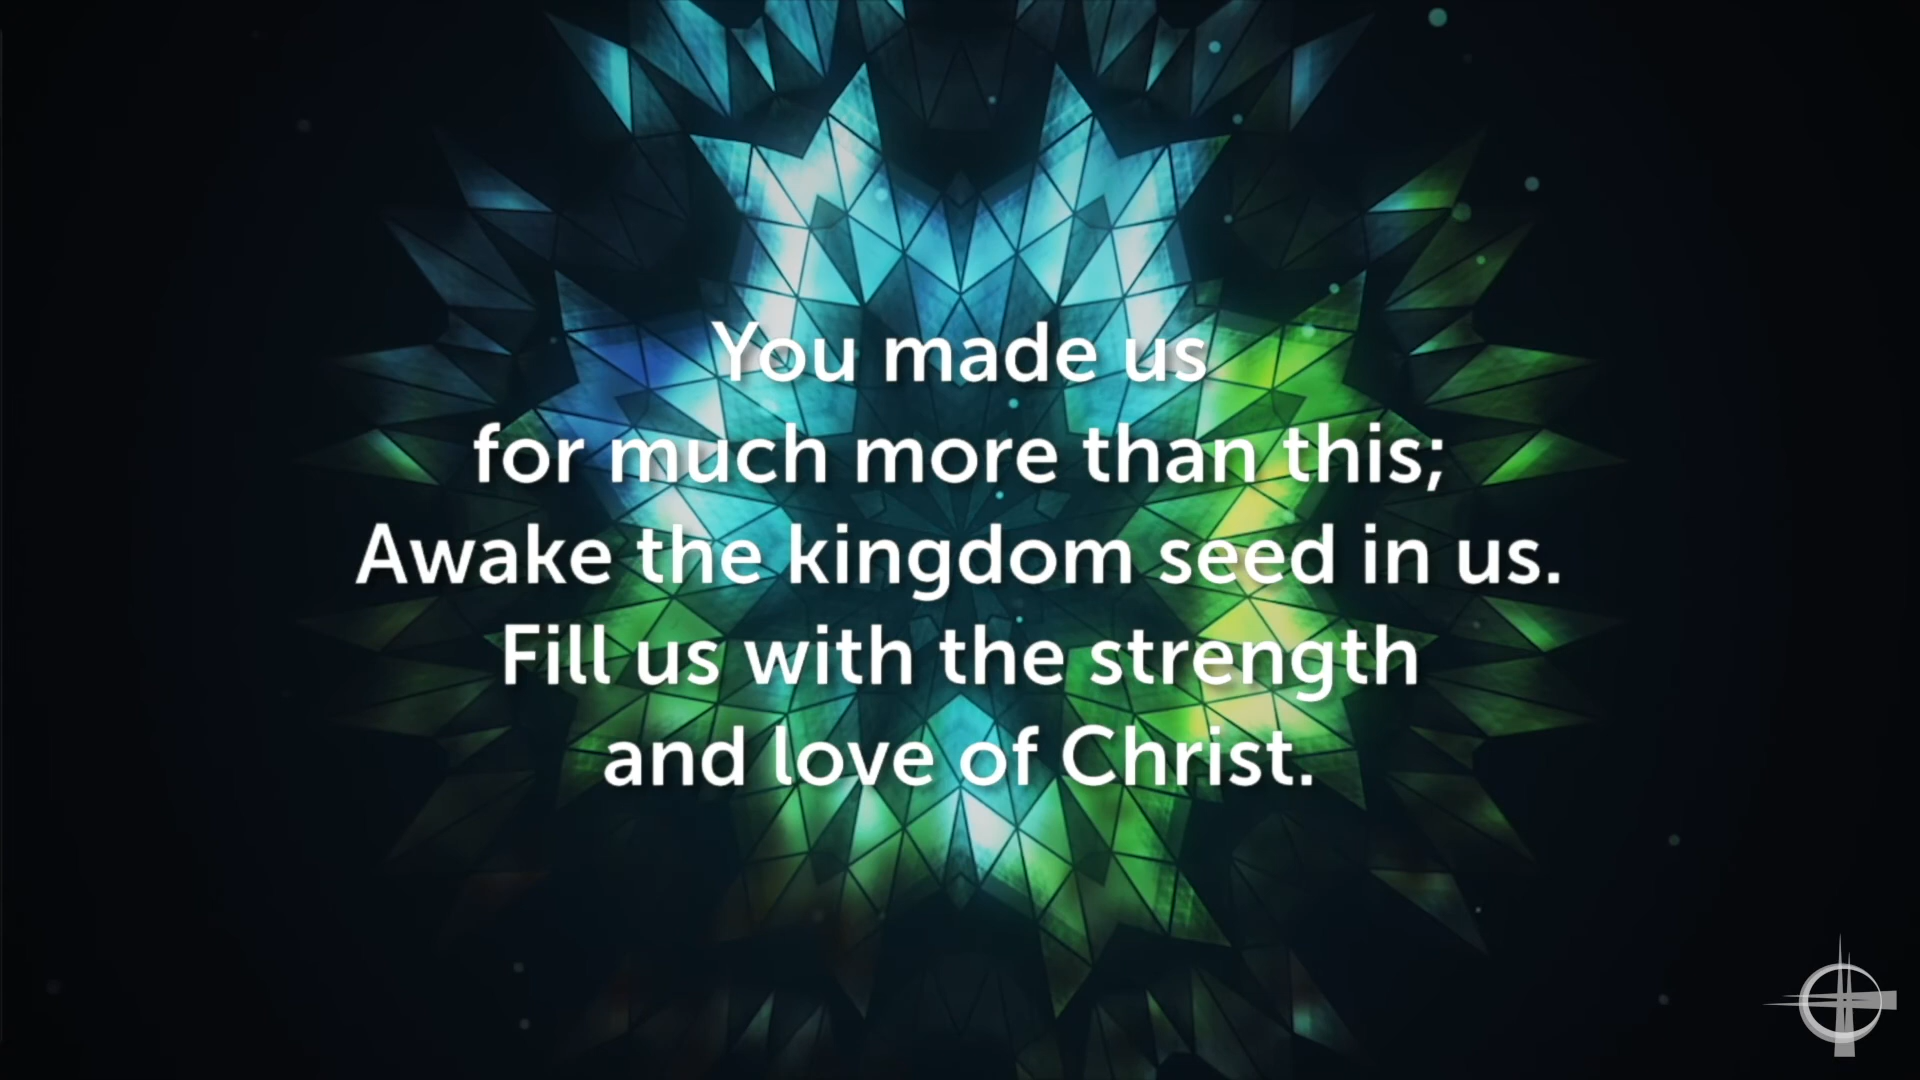 You made us
for much more than this;
Awake the kingdom seed in us.
Fill us with the strength
and love of Christ.